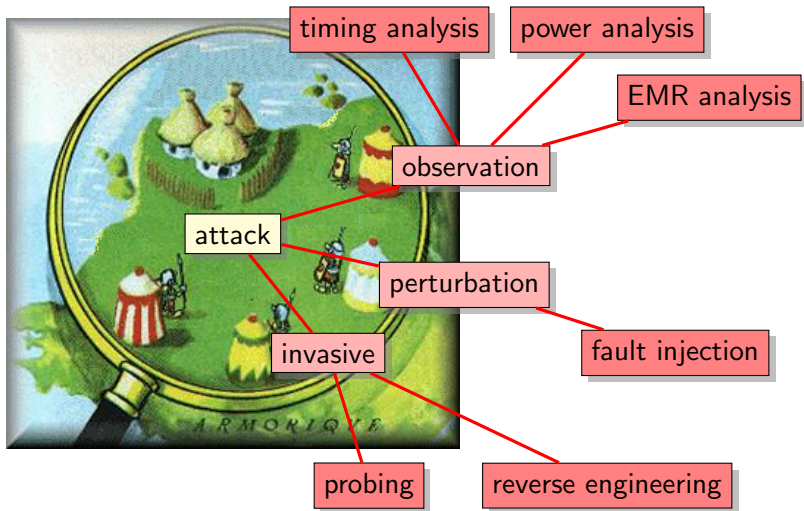 timing analysis
power analysis
EMR analysis
observation
attack
perturbation
fault injection
invasive
ARMORIQUE
probing
reverse engineering